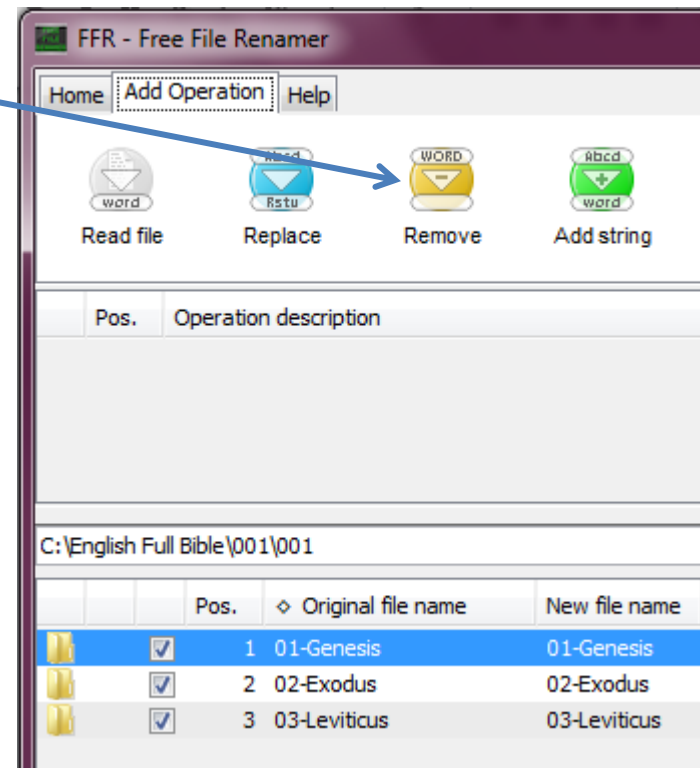 FFR - Free File Renamer
Home Add Operation Help
word Abcd Rstu WORD Abcd word
Read file Replace Remove Add string
Pos. Operation description
C:\English Full Bible\001\001
Pos. Original file name New file name
1 01-Genesis 01-Genesis
2 02-Exodus 02-Exodus
3 03-Leviticus 03-Leviticus